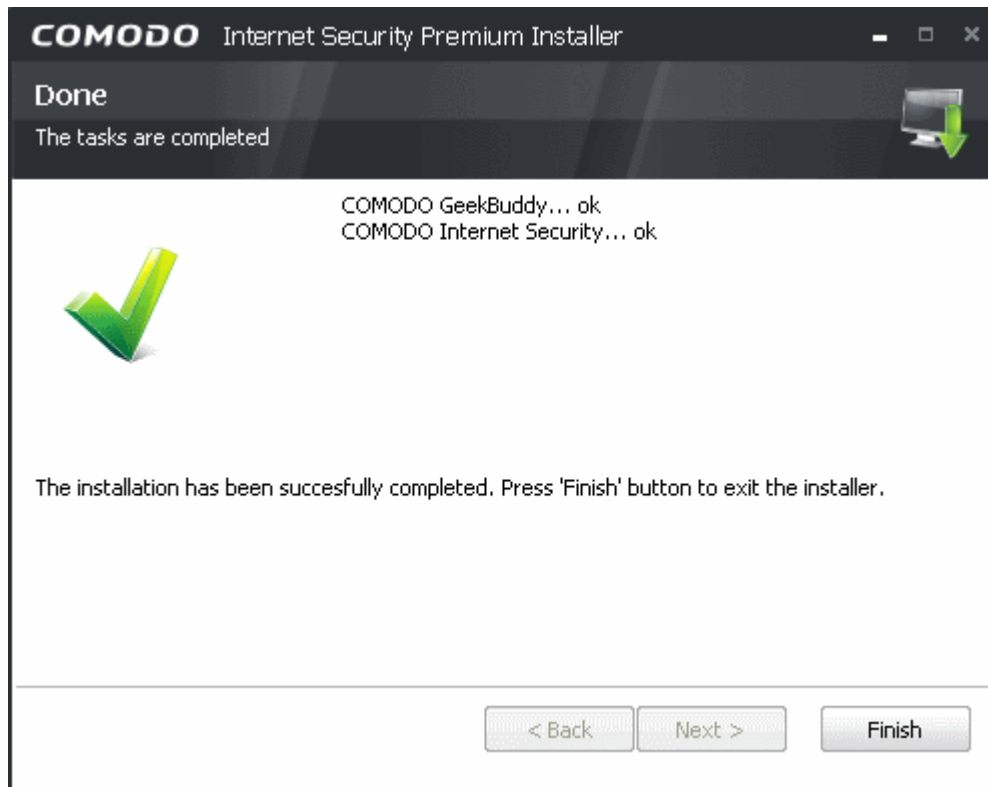 COMODO Internet Security Premium Installer
Done
The tasks are completed
COMODO GeekBuddy... ok
COMODO Internet Security... ok
The installation has been succesfully completed. Press 'Finish' button to exit the installer.
< Back Next > Finish